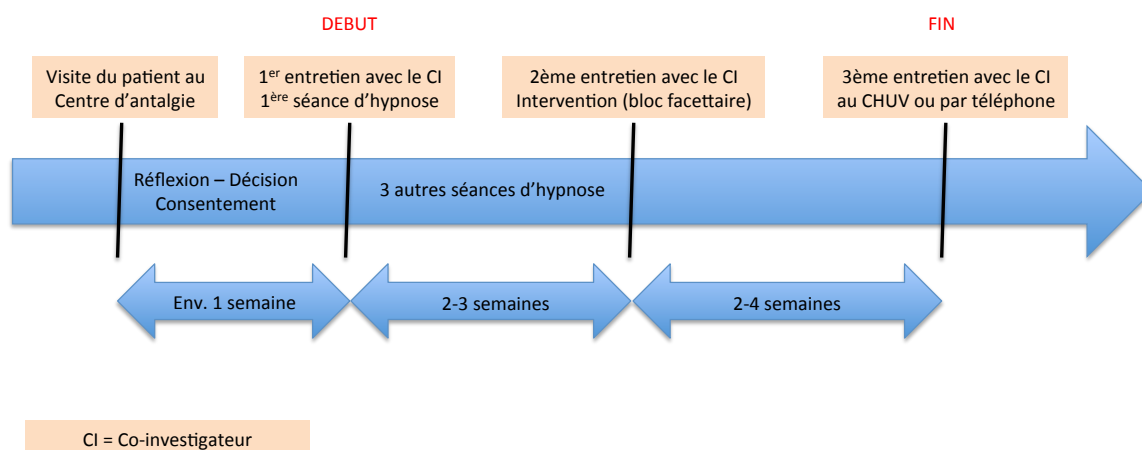 DEBUT
FIN
Visite du patient au
Centre d'antalgie
1er entretien avec le CI
1ère séance d'hypnose
2ème entretien avec le CI
Intervention (bloc facettaire)
3ème entretien avec le CI
au CHUV ou par téléphone
Réflexion – Décision
Consentement
3 autres séances d'hypnose
Env. 1 semaine
2-3 semaines
2-4 semaines
CI = Co-investigateur